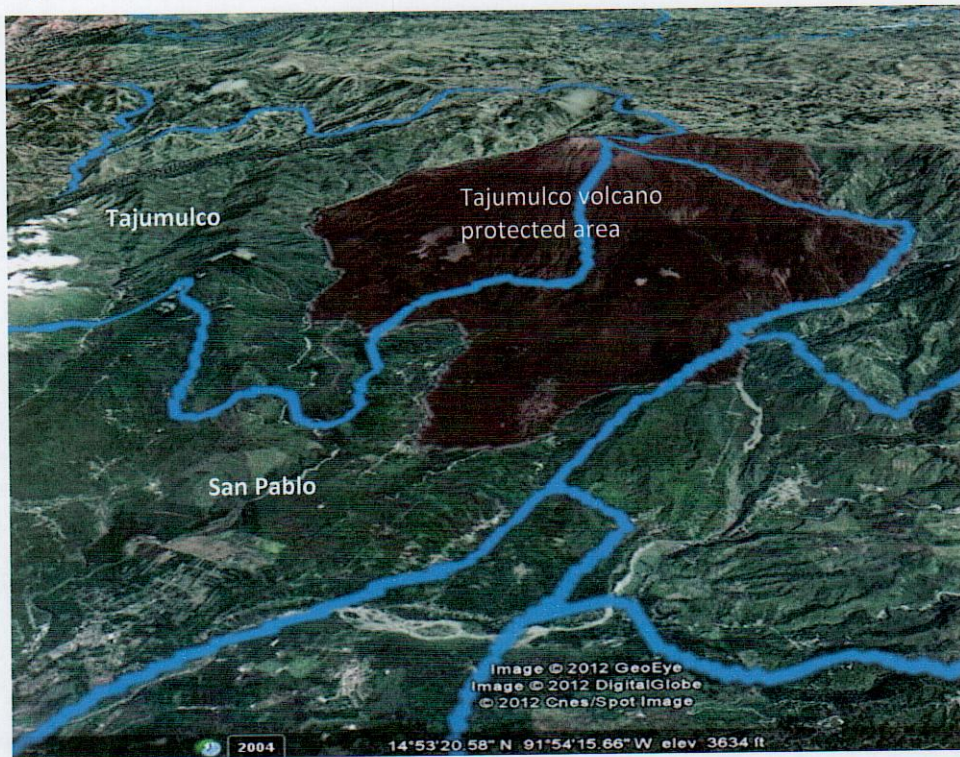 Tajumulco
Tajumulco volcano
protected area
San Pablo
Image © 2012 GeoEye
Image © 2012 DigitalGlobe
© 2012 Cnes/Spot Image
2004
14°53'20.58" N 91°54'15.66" W elev 3634 ft